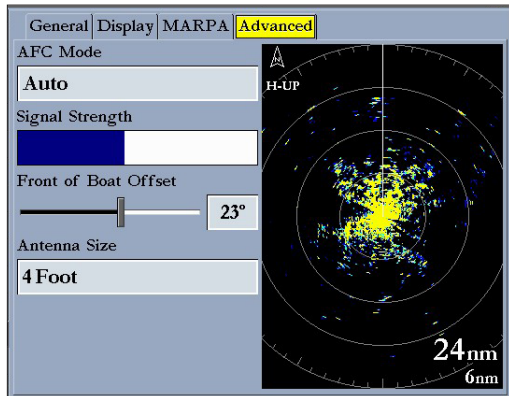 General Display MARPA Advanced
AFC Mode
Auto
Signal Strength
Front of Boat Offset
23°
Antenna Size
4 Foot
N
H-UP
24nm
6nm